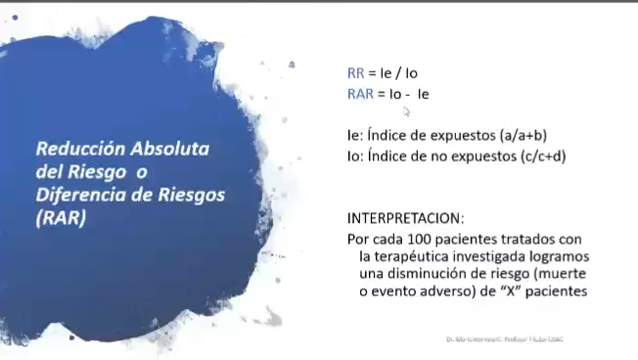 Reducción Absoluta
del Riesgo o
Diferencia de Riesgos
(RAR)
RR = Ie / Io
RAR = Io - Ie
Ie: Índice de expuestos (a/a+b)
Io: Índice de no expuestos (c/c+d)
INTERPRETACION:
Por cada 100 pacientes tratados con
la terapéutica investigada logramos
una disminución de riesgo (muerte
o evento adverso) de “X” pacientes